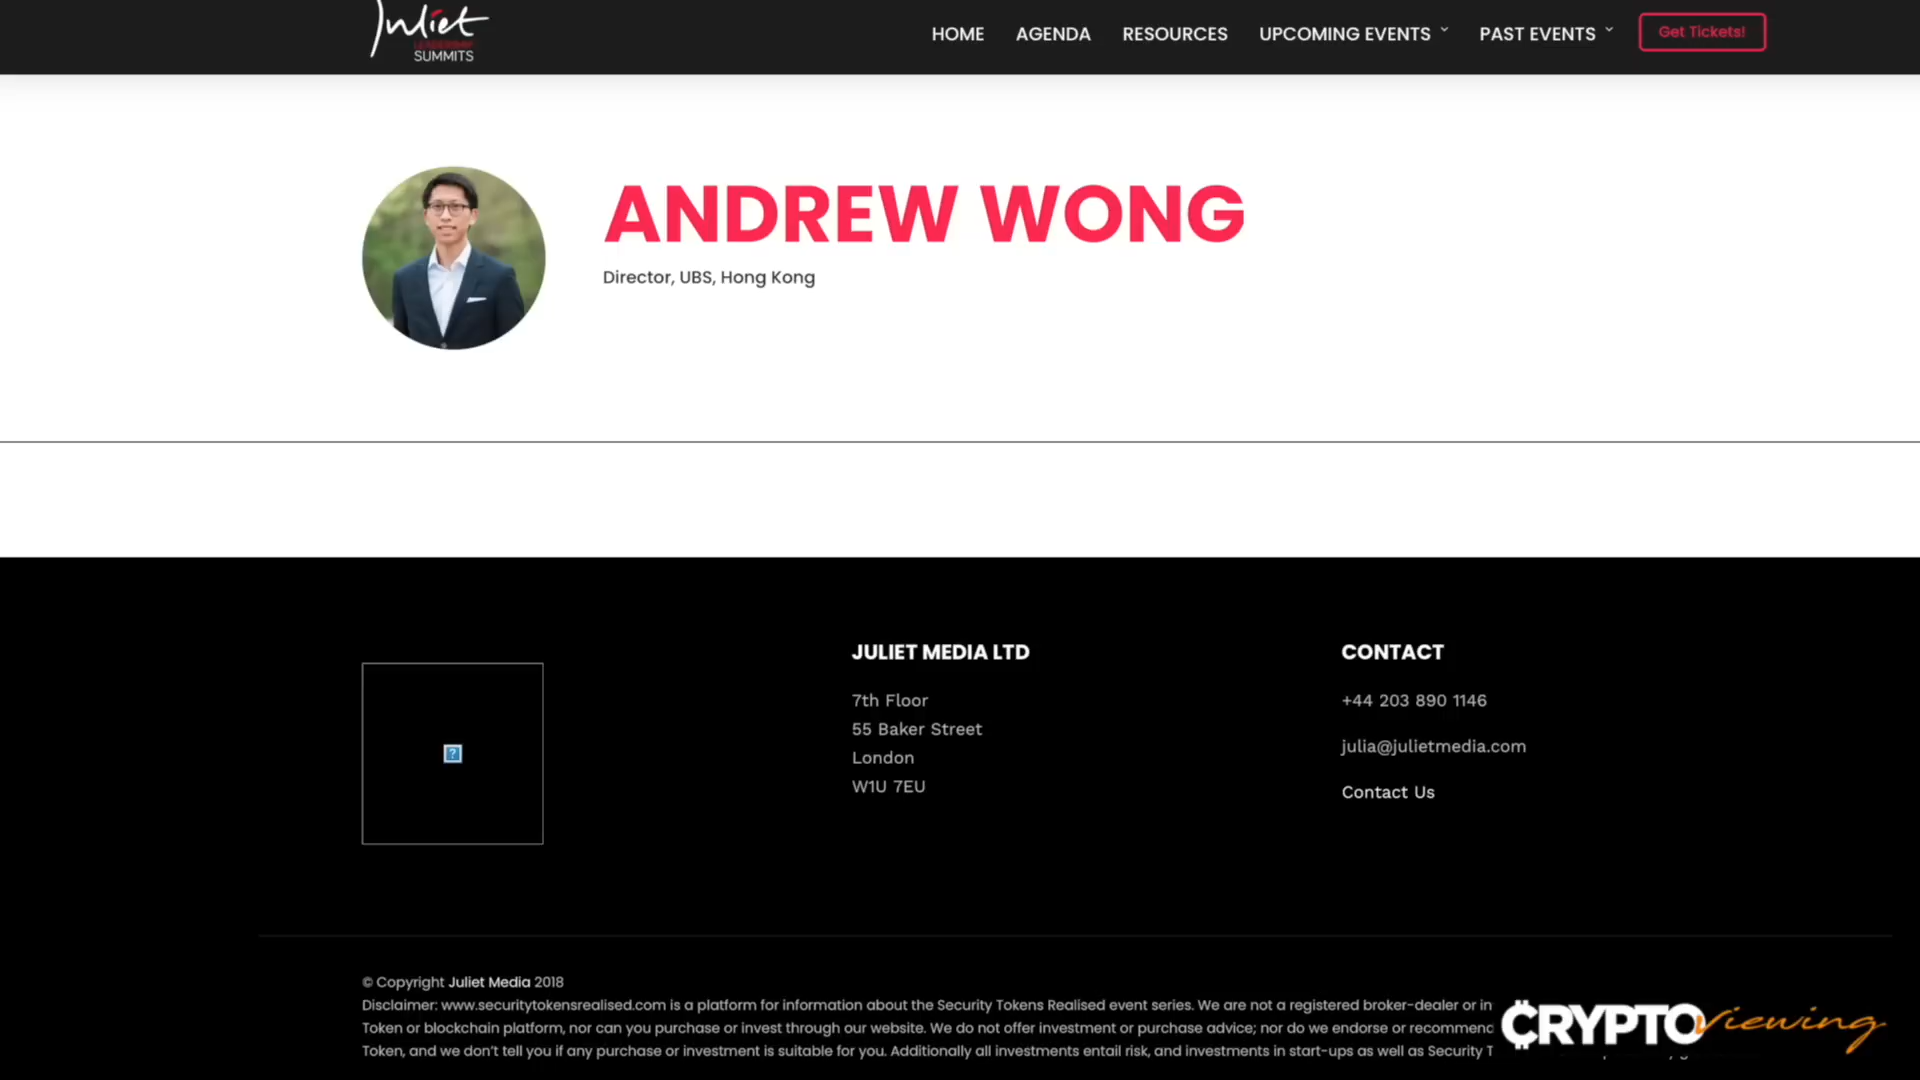 Juliet
LEADERSHIP
SUMMITS
HOME
AGENDA
RESOURCES
UPCOMING EVENTS
PAST EVENTS
Get Tickets!
ANDREW WONG
Director, UBS, Hong Kong
JULIET MEDIA LTD
7th Floor
55 Baker Street
London
W1U 7EU
CONTACT
+44 203 890 1146
julia@julietmedia.com
Contact Us
© Copyright Juliet Media 2018
Disclaimer: www.securitytokensrealised.com is a platform for information about the Security Tokens Realised event series. We are not a registered broker-dealer or in
Token or blockchain platform, nor can you purchase or invest through our website. We do not offer investment or purchase advice; nor do we endorse or recommend
Token, and we don't tell you if any purchase or investment is suitable for you. Additionally all investments entail risk, and investments in start-ups as well as Security T
CRYPTOviewing